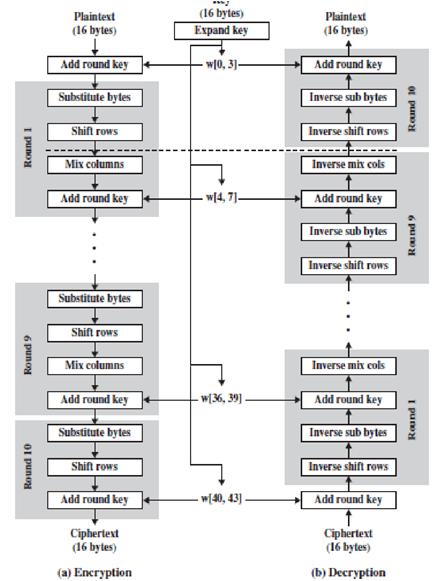 Key
(16 bytes)
Expand key
Plaintext
(16 bytes)
Add round key
Round 1
Substitute bytes
Shift rows
Mix columns
Add round key
Round 9
Substitute bytes
Shift rows
Mix columns
Add round key
Round 10
Substitute bytes
Shift rows
Add round key
Ciphertext
(16 bytes)
(a) Encryption
w[0, 3]
w[4, 7]
w[36, 39]
w[40, 43]
Plaintext
(16 bytes)
Add round key
Round 10
Inverse sub bytes
Inverse shift rows
Inverse mix cols
Round 9
Add round key
Inverse sub bytes
Inverse shift rows
Inverse mix cols
Round 1
Add round key
Inverse sub bytes
Inverse shift rows
Add round key
Ciphertext
(16 bytes)
(b) Decryption